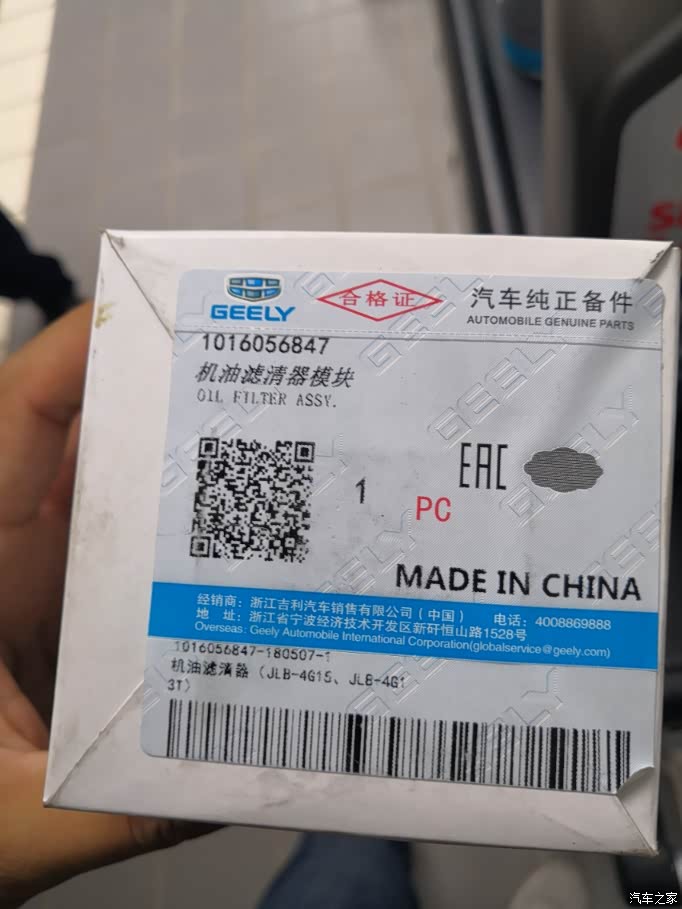 GEELY
合格证
汽车纯正备件
AUTOMOBILE GENUINE PARTS
1016056847
机油滤清器模块
OIL FILTER ASSY.
EAC
1
PC
MADE IN CHINA
经销商：浙江吉利汽车销售有限公司（中国） 电话：4008869888
地 址：浙江省宁波经济技术开发区新矸恒山路1528号
Overseas: Geely Automobile International Corporation(globalservice@geely.com)
1016056847-180507-1
机油滤清器（JLB-4G15、JLB-4G1
3T）
汽车之家